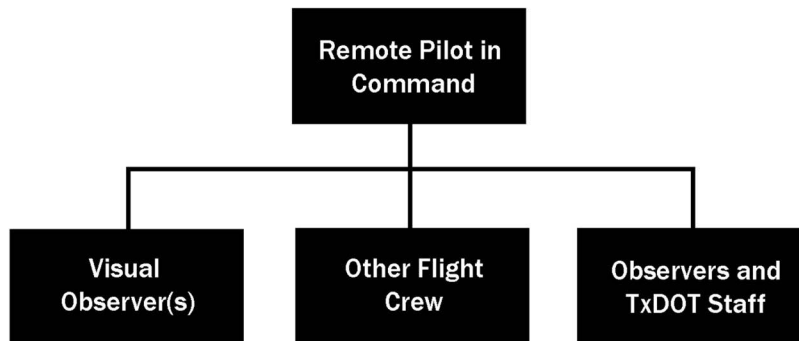 Remote Pilot in
Command
Visual
Observer(s)
Other Flight
Crew
Observers and
TxDOT Staff